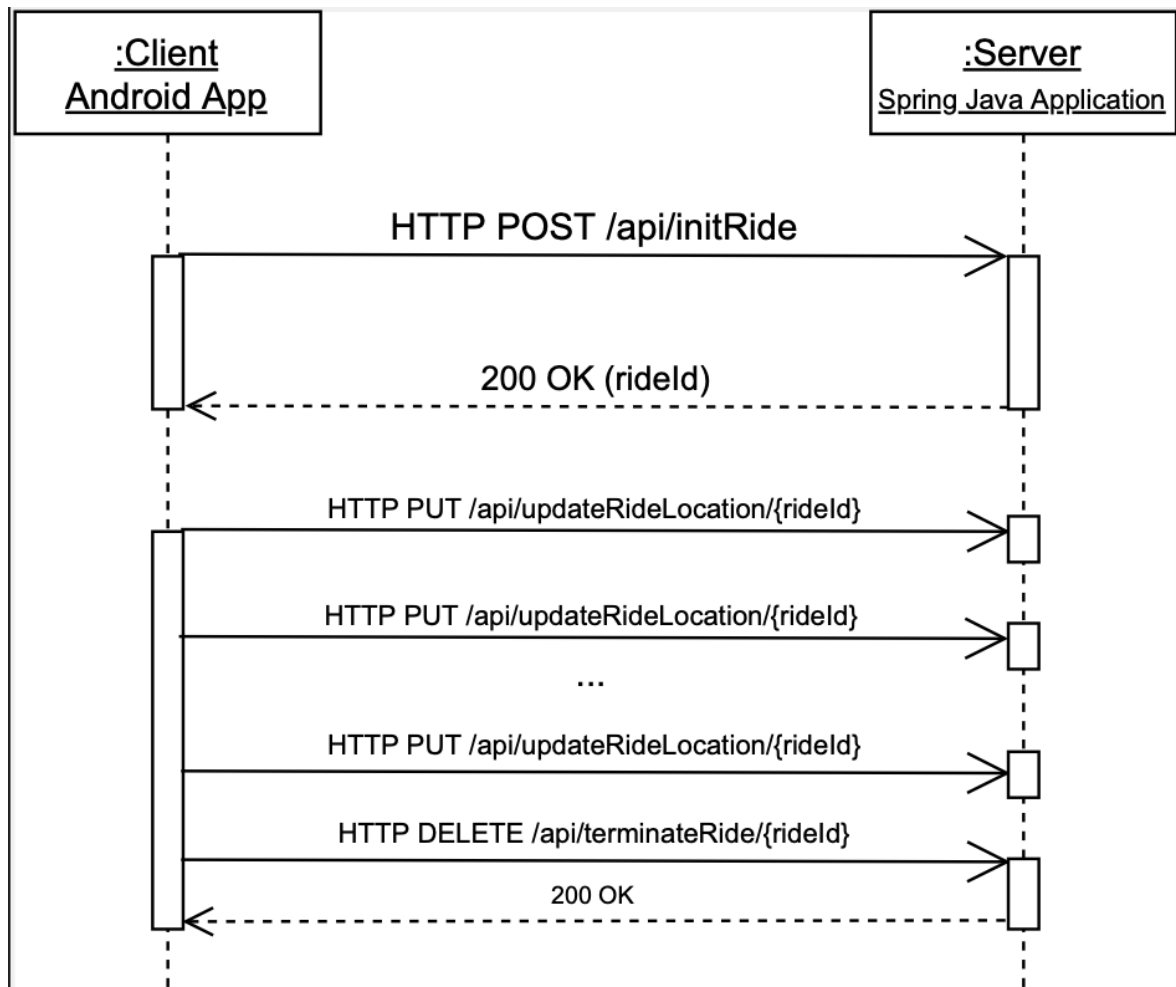 :Client
Android App
:Server
Spring Java Application
HTTP POST /api/initRide
200 OK (rideId)
HTTP PUT /api/updateRideLocation/{rideId}
HTTP PUT /api/updateRideLocation/{rideId}
...
HTTP PUT /api/updateRideLocation/{rideId}
HTTP DELETE /api/terminateRide/{rideId}
200 OK